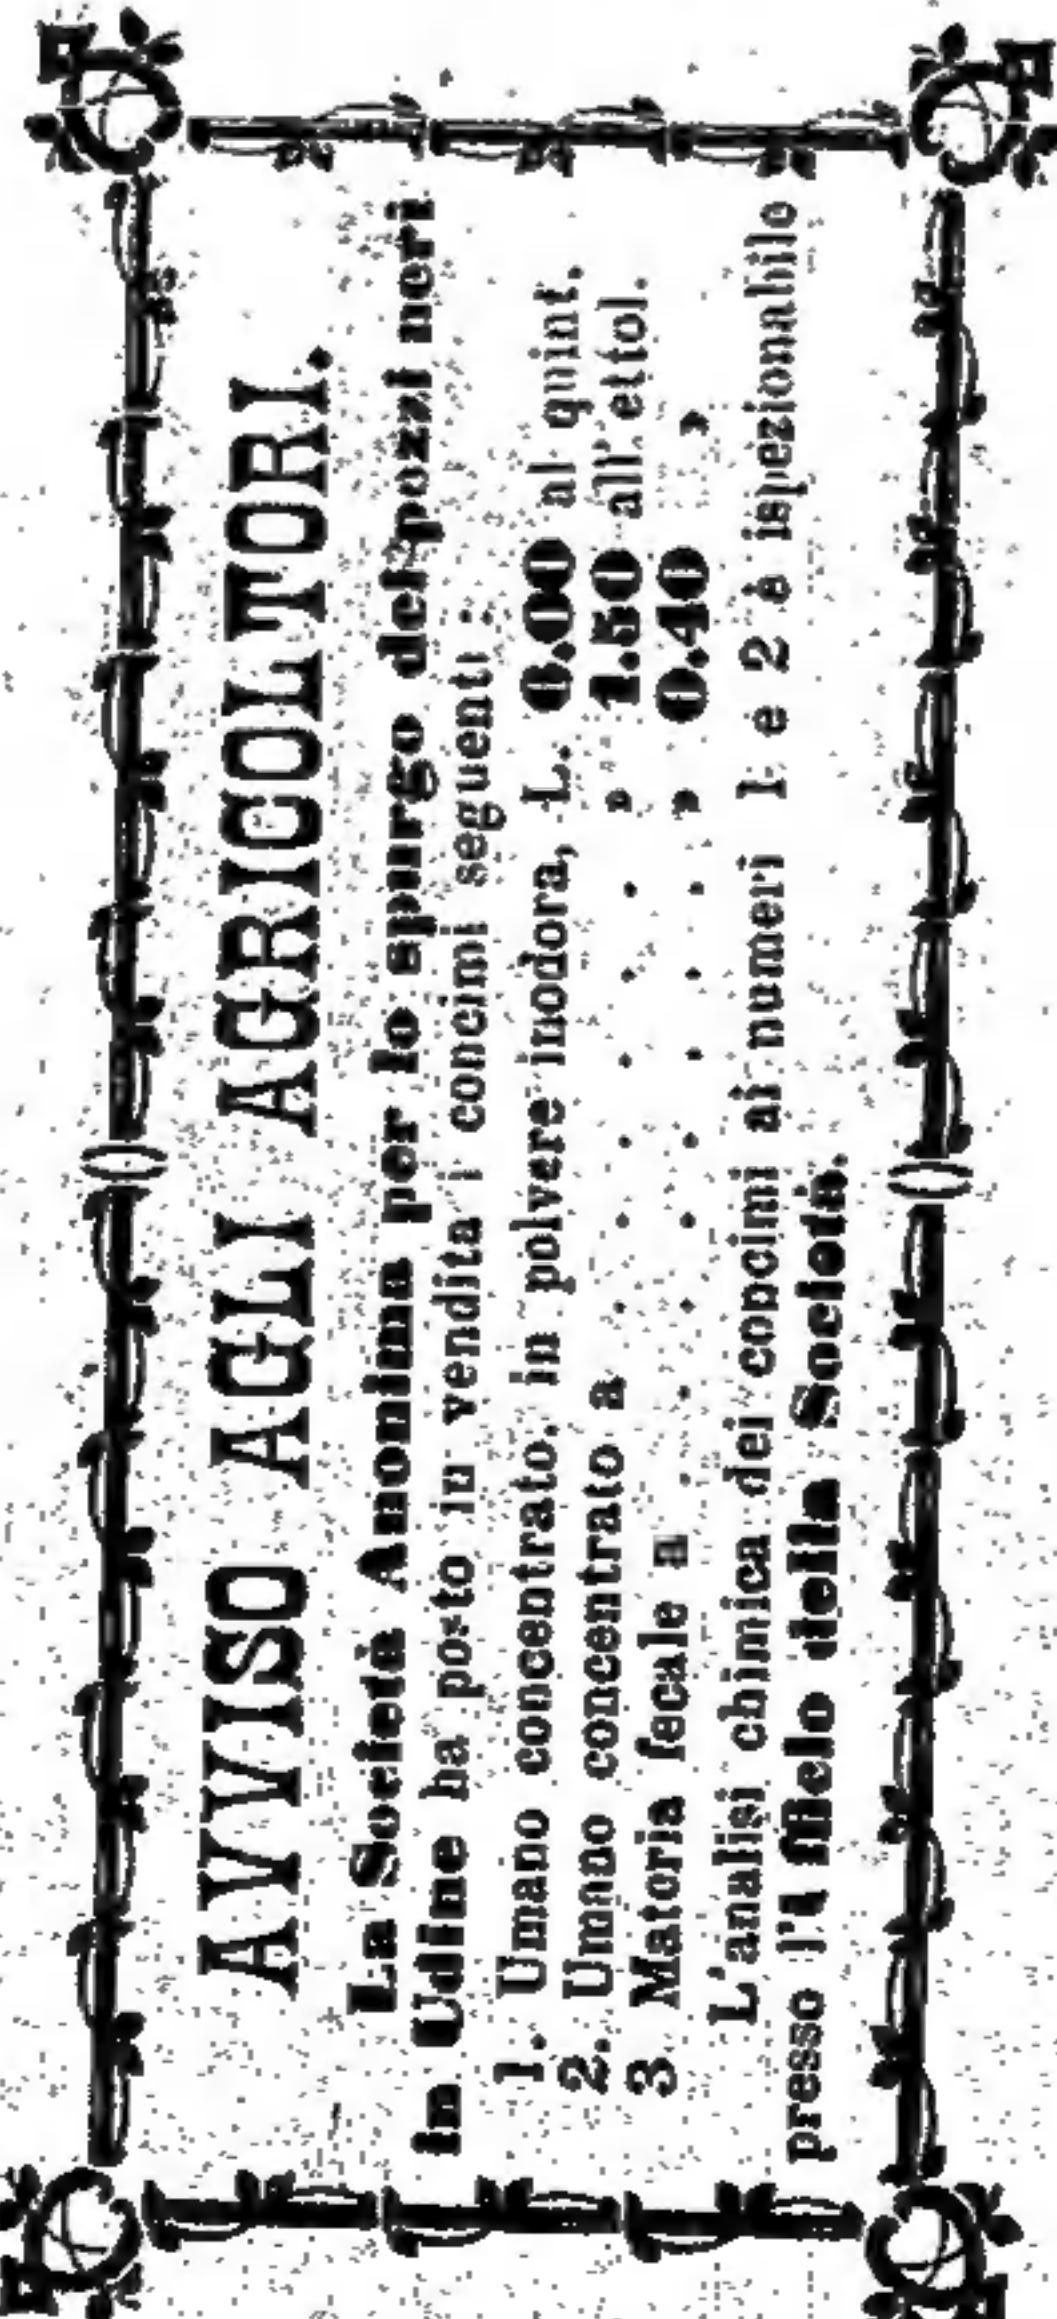 AVVISO AGLI AGRICOLTORI.
La Società Anonima per lo spurgo dei pozzi neri
in Udine ha posto in vendita i concimi seguenti:
1. Umano concentrato, in polvere inodora, L. 6.00 al quint.
2. Umano concentrato a . . . . . » 1.50 all'ettol.
3. Materia fecale a . . . . . . . » 0.40 »
L'analisi chimica dei concimi ai numeri 1 e 2 è ispezionabile
presso l'Ufficio della Società.